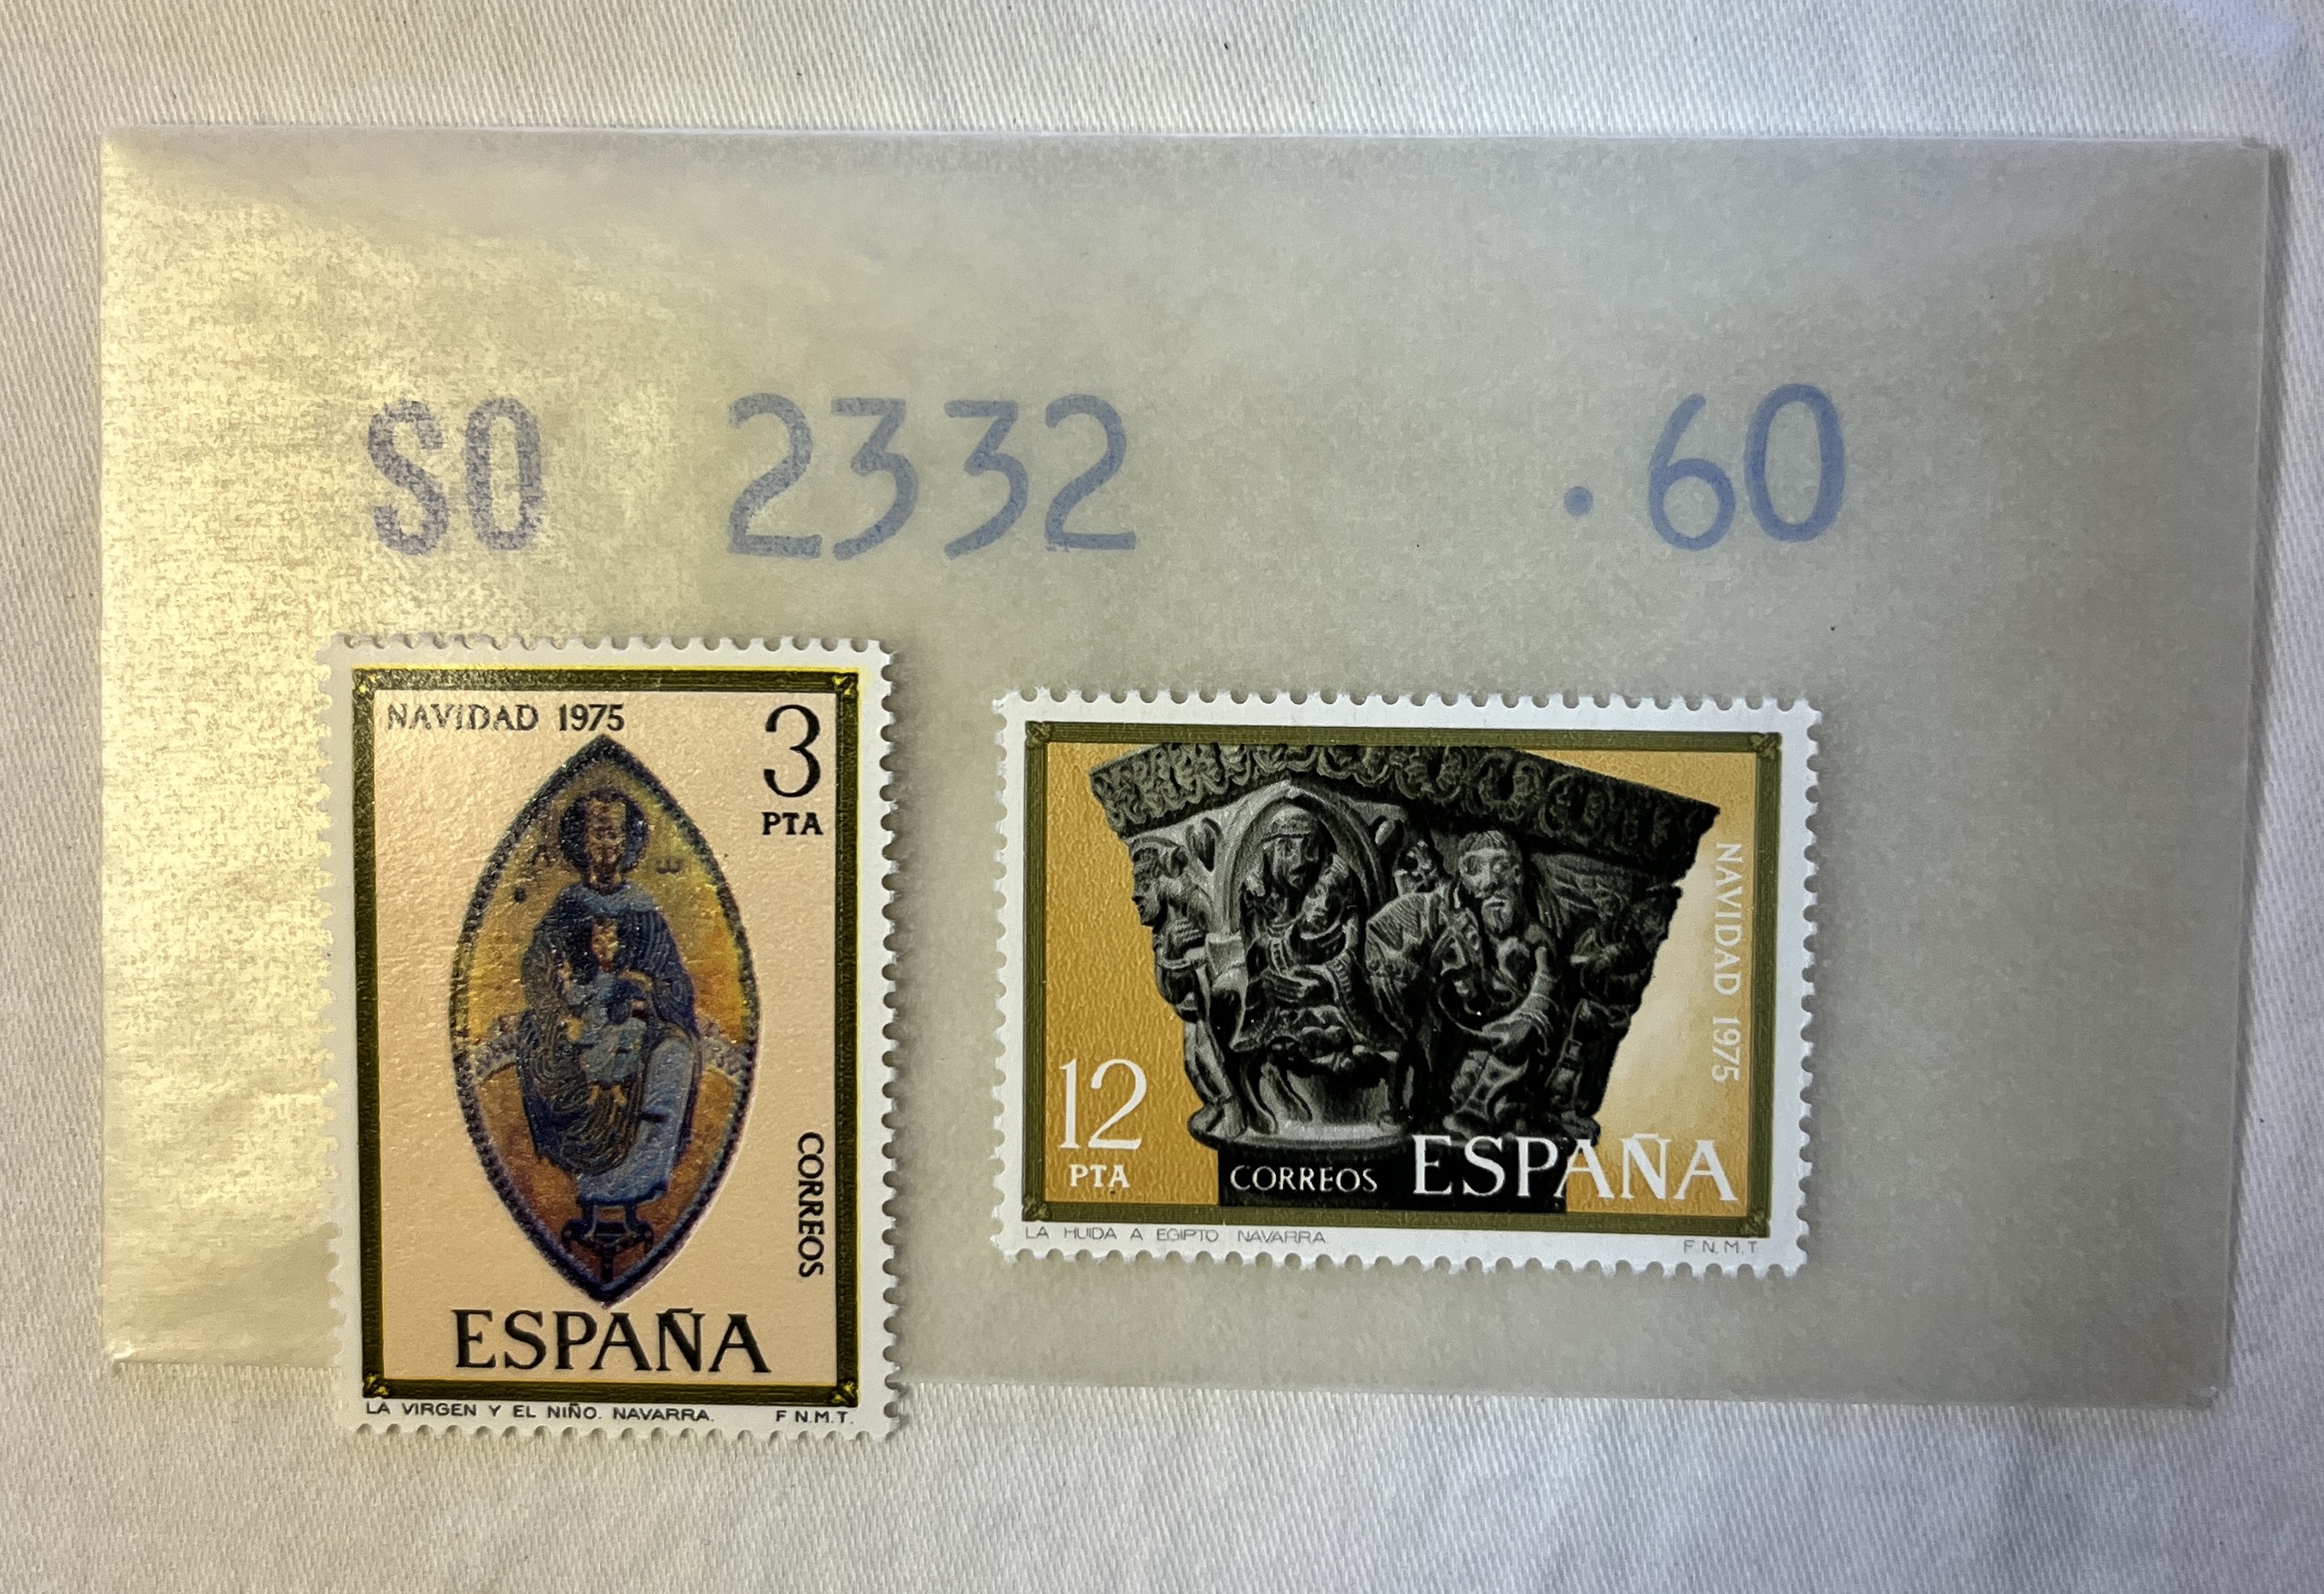 SO 2332 .60
NAVIDAD 1975
3
PTA
CORREOS
ESPAÑA
LA VIRGEN Y EL NIÑO. NAVARRA.
F.N.M.T.
NAVIDAD 1975
12
PTA
CORREOS ESPAÑA
LA HUIDA A EGIPTO NAVARRA
F.N.M.T